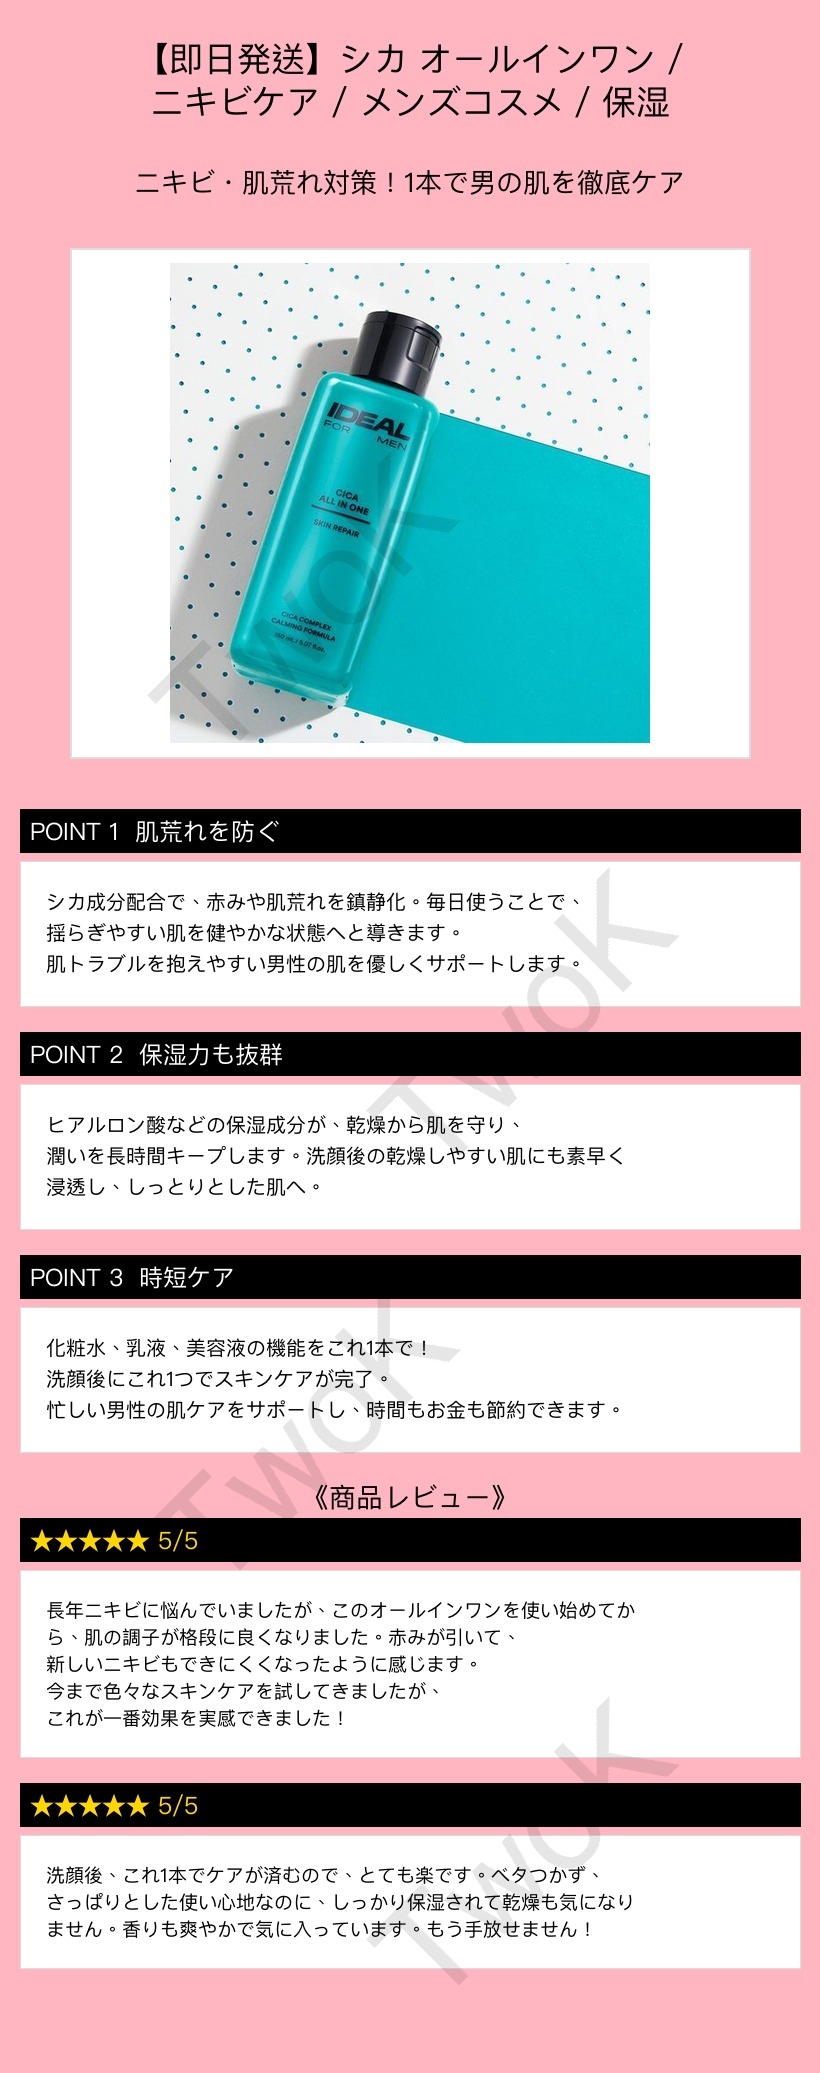 【即日発送】シカ オールインワン /
ニキビケア / メンズコスメ / 保湿
ニキビ・肌荒れ対策！1本で男の肌を徹底ケア
IDEAL
FOR MEN
CICA
ALL IN ONE
SKIN REPAIR
CICA COMPLEX
CALMING FORMULA
150 mL / 5.07 fl.oz.
TwoK
POINT 1 肌荒れを防ぐ
シカ成分配合で、赤みや肌荒れを鎮静化。毎日使うことで、
揺らぎやすい肌を健やかな状態へと導きます。
肌トラブルを抱えやすい男性の肌を優しくサポートします。
TwoK
POINT 2 保湿力も抜群
ヒアルロン酸などの保湿成分が、乾燥から肌を守り、
潤いを長時間キープします。洗顔後の乾燥しやすい肌にも素早く
浸透し、しっとりとした肌へ。
POINT 3 時短ケア
化粧水、乳液、美容液の機能をこれ1本で！
洗顔後にこれ1つでスキンケアが完了。
忙しい男性の肌ケアをサポートし、時間もお金も節約できます。
TwoK
《商品レビュー》
★★★★★ 5/5
長年ニキビに悩んでいましたが、このオールインワンを使い始めてか
ら、肌の調子が格段に良くなりました。赤みが引いて、
新しいニキビもできにくくなったように感じます。
今まで色々なスキンケアを試してきましたが、
これが一番効果を実感できました！
★★★★★ 5/5
洗顔後、これ1本でケアが済むので、とても楽です。ベタつかず、
さっぱりとした使い心地なのに、しっかり保湿されて乾燥も気になり
ません。香りも爽やかで気に入っています。もう手放せません！
TwoK